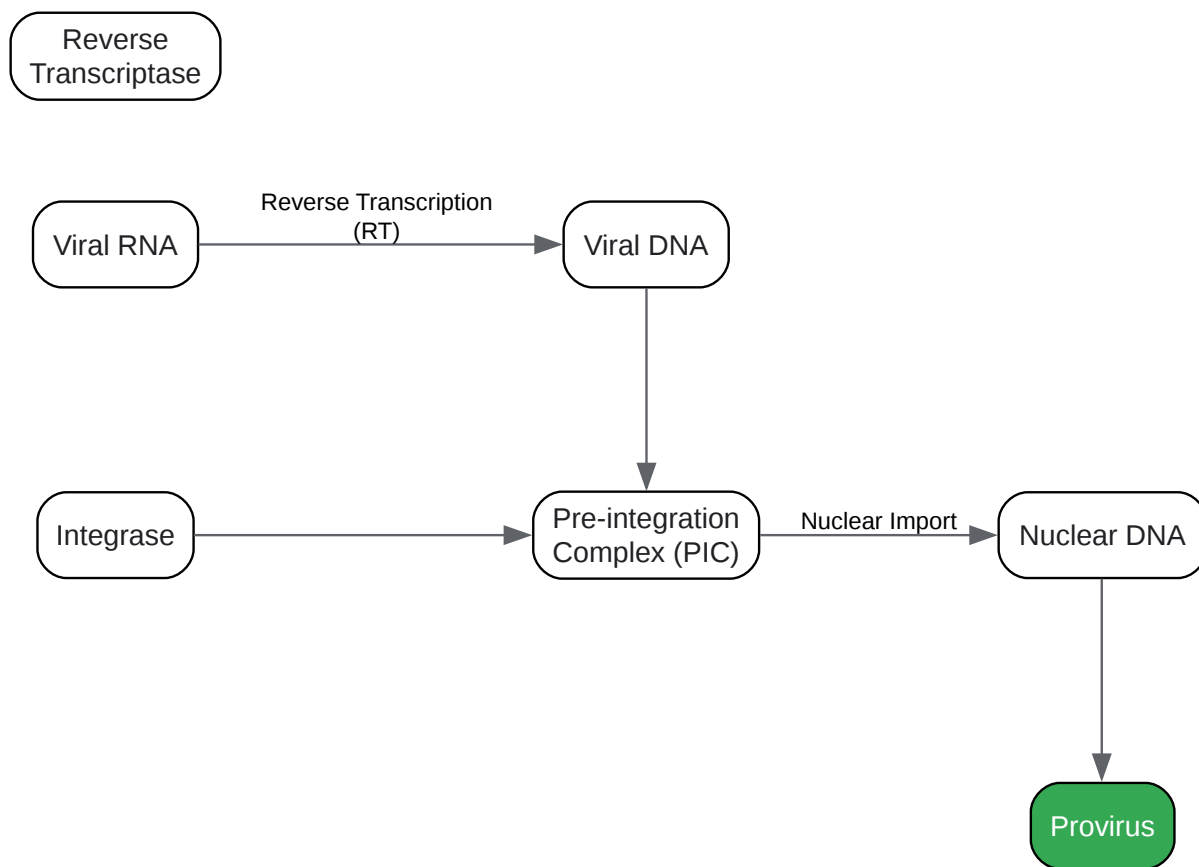 Reverse
Transcriptase
Reverse Transcription
(RT)
Viral RNA
Viral DNA
Integrase
Pre-integration
Complex (PIC)
Nuclear Import
Nuclear DNA
Provirus